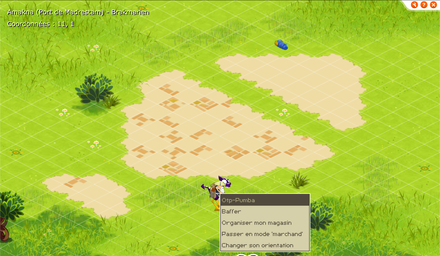 Amakna (Port de Madrestam) - Brakmarien
Coordonnées : 11, 1
Otp-Pumba
Baffer
Organiser mon magasin
Passer en mode 'marchand'
Changer son orientation